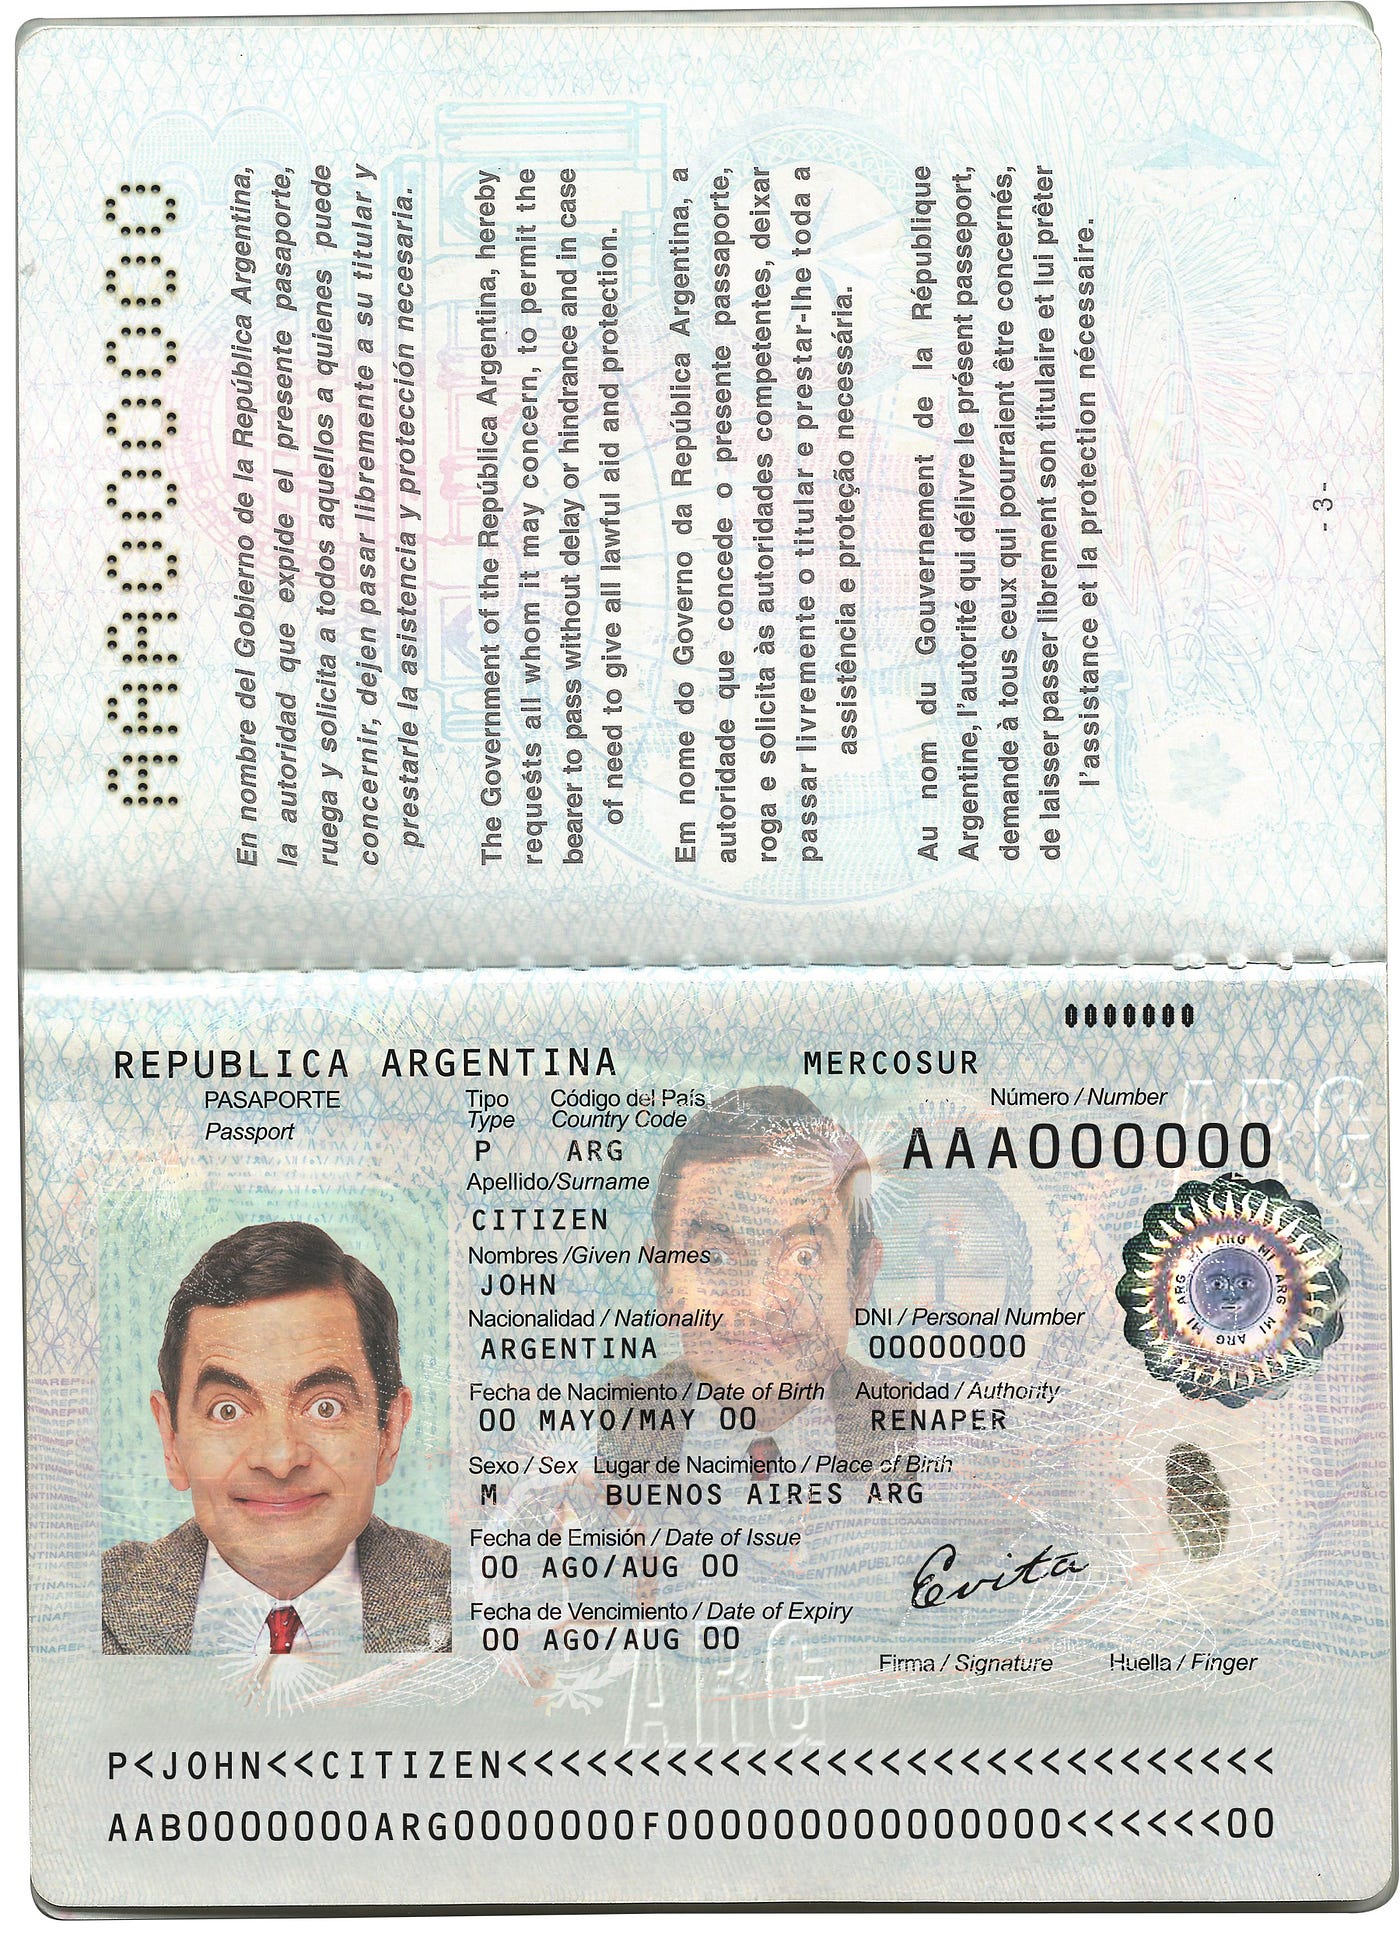 AAA000000
En nombre del Gobierno de la República Argentina,
la autoridad que expide el presente pasaporte,
ruega y solicita a todos aquellos a quienes puede
concernir, dejen pasar libremente a su titular y
prestarle la asistencia y protección necesaria.
The Government of the República Argentina, hereby
requests all whom it may concern, to permit the
bearer to pass without delay or hindrance and in case
of need to give all lawful aid and protection.
Em nome do Governo da República Argentina, a
autoridade que concede o presente passaporte,
roga e solicita às autoridades competentes, deixar
passar livremente o titular e prestar-lhe toda a
assistência e proteção necessária.
Au nom du Gouvernement de la République
Argentine, l'autorité qui délivre le présent passeport,
demande à tous ceux qui pourraient être concernés,
de laisser passer librement son titulaire et lui prêter
l'assistance et la protection nécessaire.
- 3 -
0000000
REPUBLICA ARGENTINA MERCOSUR
PASAPORTE Tipo Código del País Número / Number
Passport Type Country Code
P ARG AAA000000
Apellido/Surname
CITIZEN
Nombres /Given Names
JOHN
Nacionalidad / Nationality DNI / Personal Number
ARGENTINA 00000000
Fecha de Nacimiento / Date of Birth Autoridad / Authority
00 MAYO/MAY 00 RENAPER
Sexo / Sex Lugar de Nacimiento / Place of Birth
M BUENOS AIRES ARG
Fecha de Emisión / Date of Issue
00 AGO/AUG 00
Evita
Fecha de Vencimiento / Date of Expiry
00 AGO/AUG 00
Firma / Signature Huella / Finger
ARG MI ARG MI ARG MI ARG MI
ARG
ARG
P<JOHN<<CITIZEN<<<<<<<<<<<<<<<<<<<<<<<<<<<<<
AAB0000000ARG0000000F000000000000000<<<<<<00